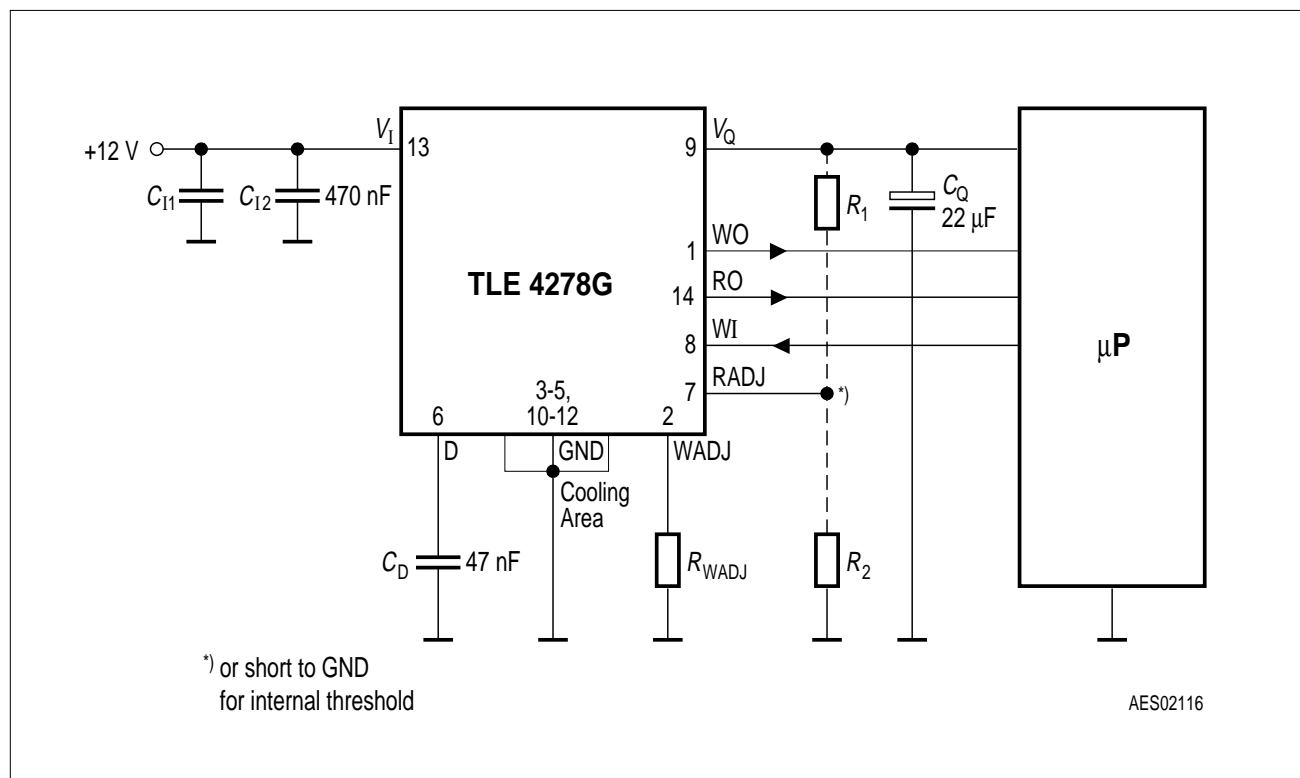 +12 V
V_I
13
C_I1
C_I2
470 nF
TLE 4278G
9
V_Q
R_1
C_Q
22 µF
1
WO
14
RO
8
WI
7
RADJ
*)
µP
3-5,
10-12
6
2
D
GND
WADJ
Cooling
Area
C_D
47 nF
R_WADJ
R_2
*) or short to GND
for internal threshold
AES02116